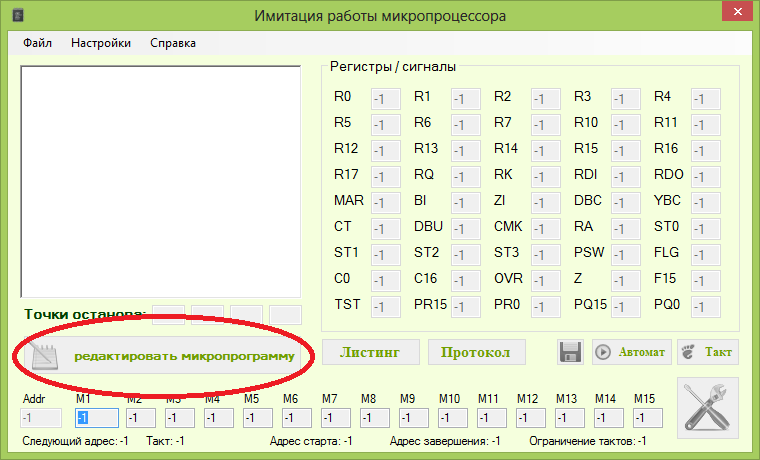 Имитация работы микропроцессора
Файл Настройки Справка
Регистры / сигналы
R0 -1 R1 -1 R2 -1 R3 -1 R4 -1
R5 -1 R6 -1 R7 -1 R10 -1 R11 -1
R12 -1 R13 -1 R14 -1 R15 -1 R16 -1
R17 -1 RQ -1 RK -1 RDI -1 RDO -1
MAR -1 BI -1 ZI -1 DBC -1 YBC -1
CT -1 DBU -1 CMK -1 RA -1 ST0 -1
ST1 -1 ST2 -1 ST3 -1 PSW -1 FLG -1
C0 -1 C16 -1 OVR -1 Z -1 F15 -1
TST -1 PR15 -1 PR0 -1 PQ15 -1 PQ0 -1
Точки останова:
редактировать микропрограмму Листинг Протокол Автомат Такт
Addr M1 M2 M3 M4 M5 M6 M7 M8 M9 M10 M11 M12 M13 M14 M15
-1 -1 -1 -1 -1 -1 -1 -1 -1 -1 -1 -1 -1 -1 -1 -1
Следующий адрес: -1 Такт: -1 Адрес старта: -1 Адрес завершения: -1 Ограничение тактов: -1